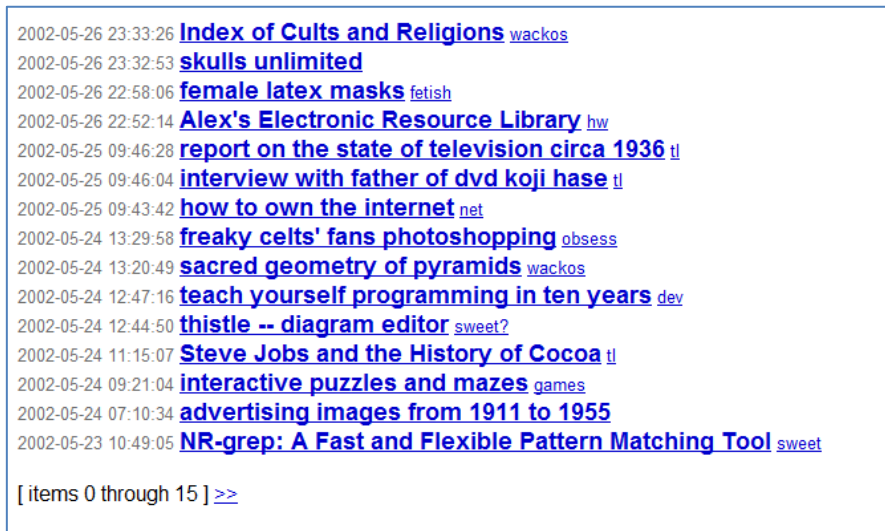 2002-05-26 23:33:26 Index of Cults and Religions wackos
2002-05-26 23:32:53 skulls unlimited
2002-05-26 22:58:06 female latex masks fetish
2002-05-26 22:52:14 Alex's Electronic Resource Library hw
2002-05-25 09:46:28 report on the state of television circa 1936 tl
2002-05-25 09:46:04 interview with father of dvd koji hase tl
2002-05-25 09:43:42 how to own the internet net
2002-05-24 13:29:58 freaky celts' fans photoshopping obsess
2002-05-24 13:20:49 sacred geometry of pyramids wackos
2002-05-24 12:47:16 teach yourself programming in ten years dev
2002-05-24 12:44:50 thistle -- diagram editor sweet?
2002-05-24 11:15:07 Steve Jobs and the History of Cocoa tl
2002-05-24 09:21:04 interactive puzzles and mazes games
2002-05-24 07:10:34 advertising images from 1911 to 1955
2002-05-23 10:49:05 NR-grep: A Fast and Flexible Pattern Matching Tool sweet
[ items 0 through 15 ] >>